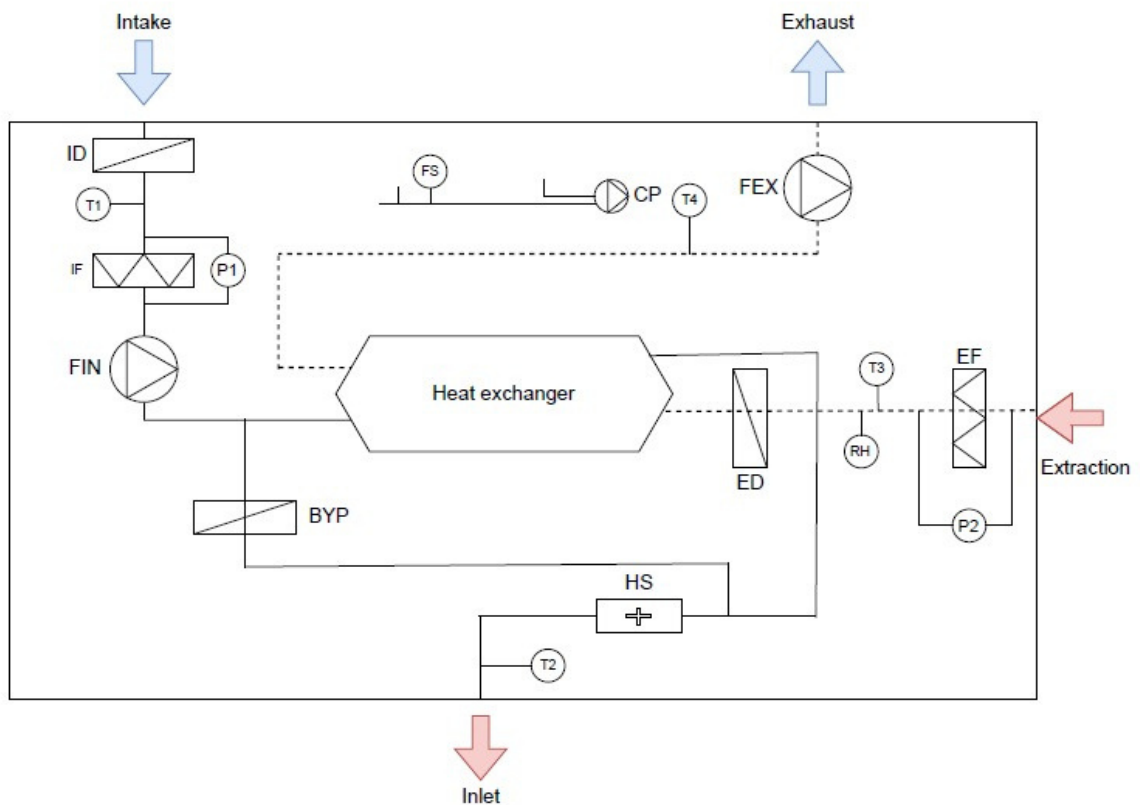 Intake
Exhaust
ID
FS
CP
FEX
T1
T4
IF
P1
FIN
Heat exchanger
T3
EF
RH
Extraction
ED
BYP
P2
HS
T2
Inlet